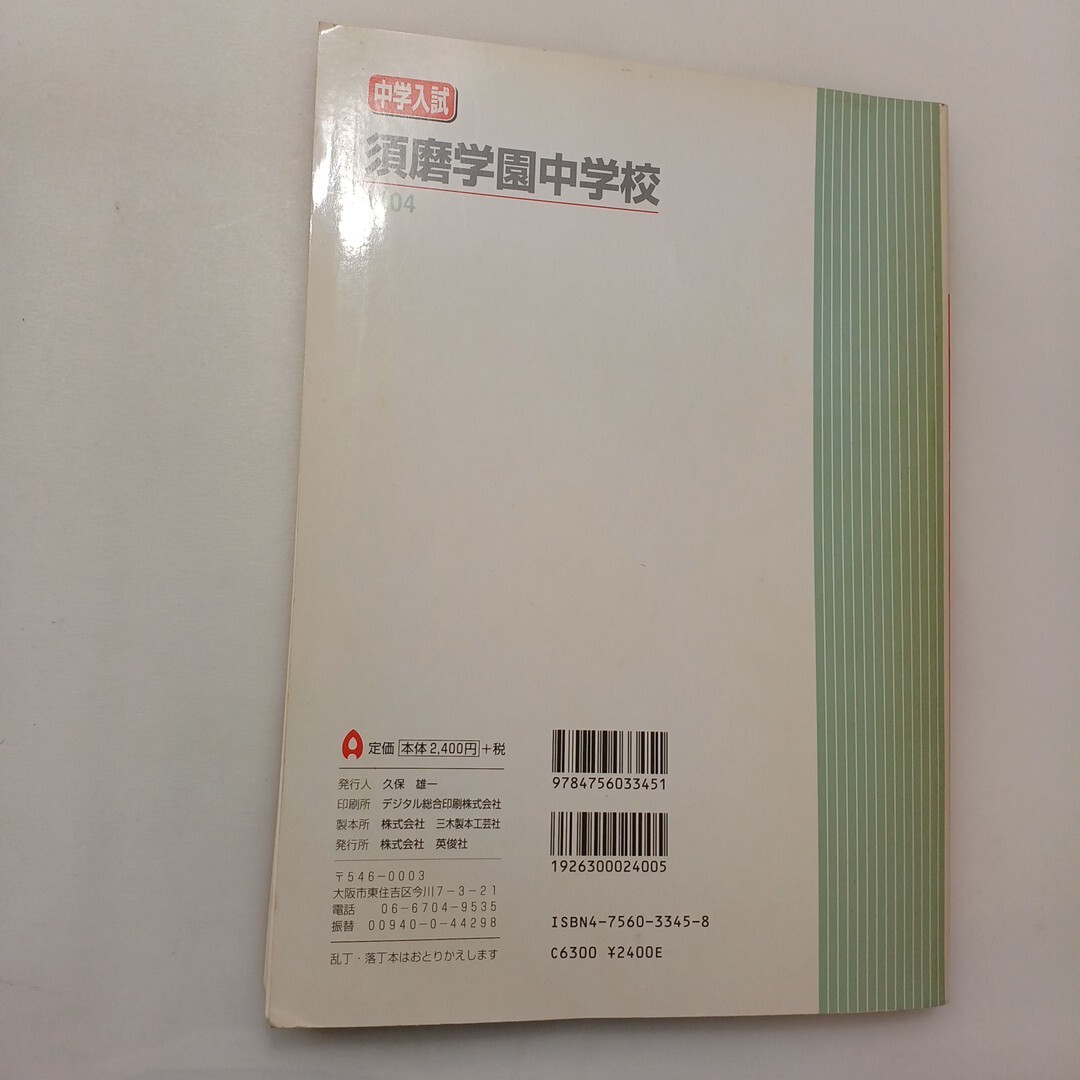 中学入試
須磨学園中学校
'04
定価 本体2,400円 +税
発行人 久保 雄一
印刷所 デジタル総合印刷株式会社
製本所 株式会社 三木製本工芸社
発行所 株式会社 英俊社
〒546-0003
大阪市東住吉区今川7-3-21
電話 06-6704-9535
振替 00940-0-44298
乱丁・落丁本はおとりかえします
9784756033451
1926300024005
ISBN4-7560-3345-8
C6300 ¥2400E